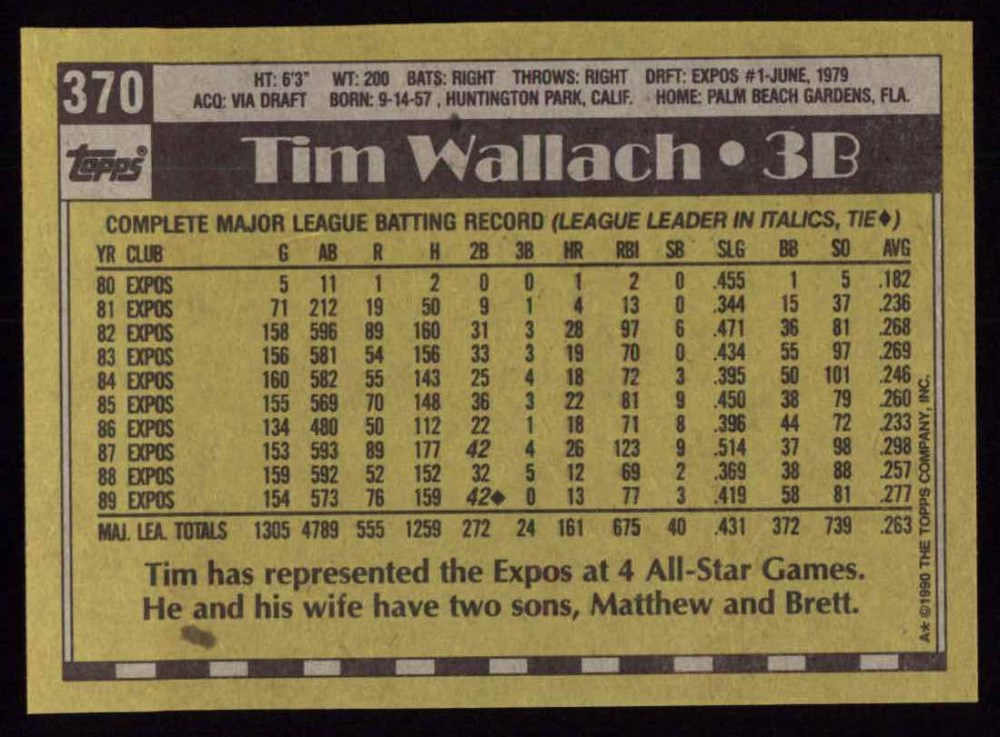 370
HT: 6'3" WT: 200 BATS: RIGHT THROWS: RIGHT DRFT: EXPOS #1-JUNE, 1979
ACQ: VIA DRAFT BORN: 9-14-57 , HUNTINGTON PARK, CALIF. HOME: PALM BEACH GARDENS, FLA.
topps®
Tim Wallach • 3B
COMPLETE MAJOR LEAGUE BATTING RECORD (LEAGUE LEADER IN ITALICS, TIE♦)
YR CLUB G AB R H 2B 3B HR RBI SB SLG BB SO AVG
80 EXPOS 5 11 1 2 0 0 1 2 0 .455 1 5 .182
81 EXPOS 71 212 19 50 9 1 4 13 0 .344 15 37 .236
82 EXPOS 158 596 89 160 31 3 28 97 6 .471 36 81 .268
83 EXPOS 156 581 54 156 33 3 19 70 0 .434 55 97 .269
84 EXPOS 160 582 55 143 25 4 18 72 3 .395 50 101 .246
85 EXPOS 155 569 70 148 36 3 22 81 9 .450 38 79 .260
86 EXPOS 134 480 50 112 22 1 18 71 8 .396 44 72 .233
87 EXPOS 153 593 89 177 42 4 26 123 9 .514 37 98 .298
88 EXPOS 159 592 52 152 32 5 12 69 2 .369 38 88 .257
89 EXPOS 154 573 76 159 42♦ 0 13 77 3 .419 58 81 .277
MAJ. LEA. TOTALS 1305 4789 555 1259 272 24 161 675 40 .431 372 739 .263
Tim has represented the Expos at 4 All-Star Games.
He and his wife have two sons, Matthew and Brett.
A* ©1990 THE TOPPS COMPANY, INC.